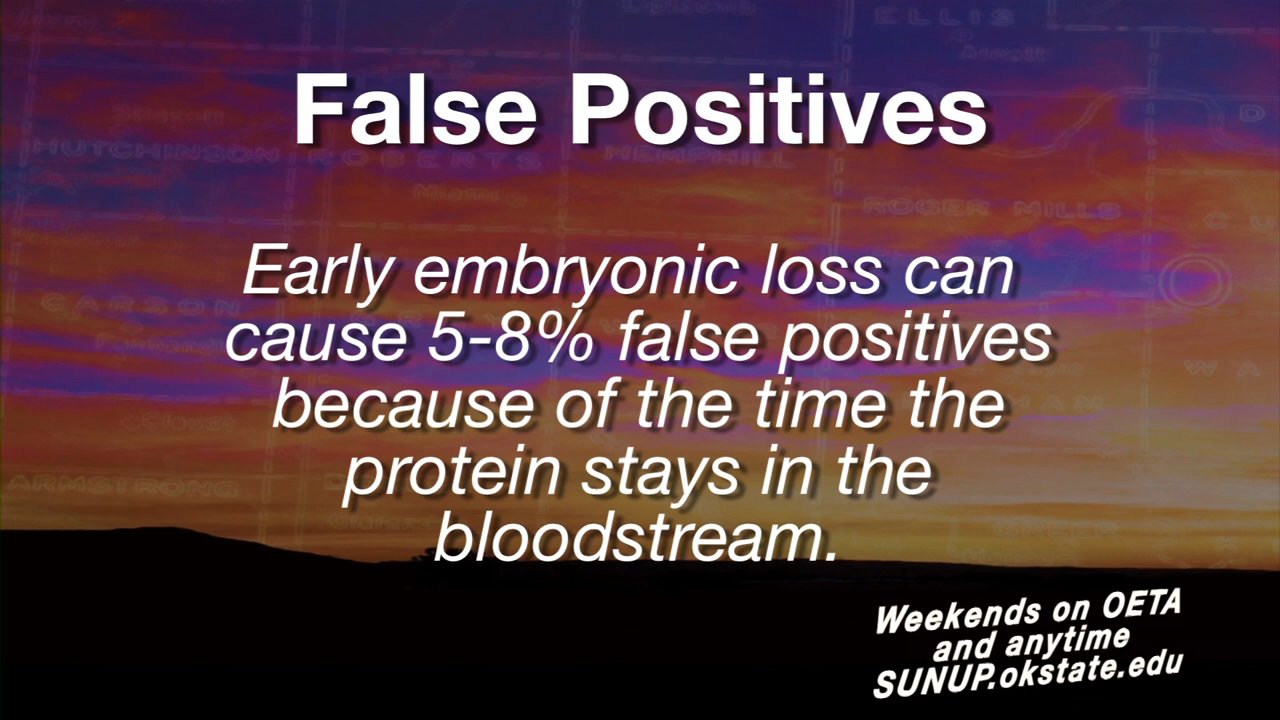 ELLIS
False Positives
HUTCHINSON ROBERTS HEMPHILL
Miami
ROGER MILLS
Early embryonic loss can
CARSON
cause 5-8% false positives
because of the time the
protein stays in the
ARMSTRONG
bloodstream.
Weekends on OETA
and anytime
SUNUP.okstate.edu